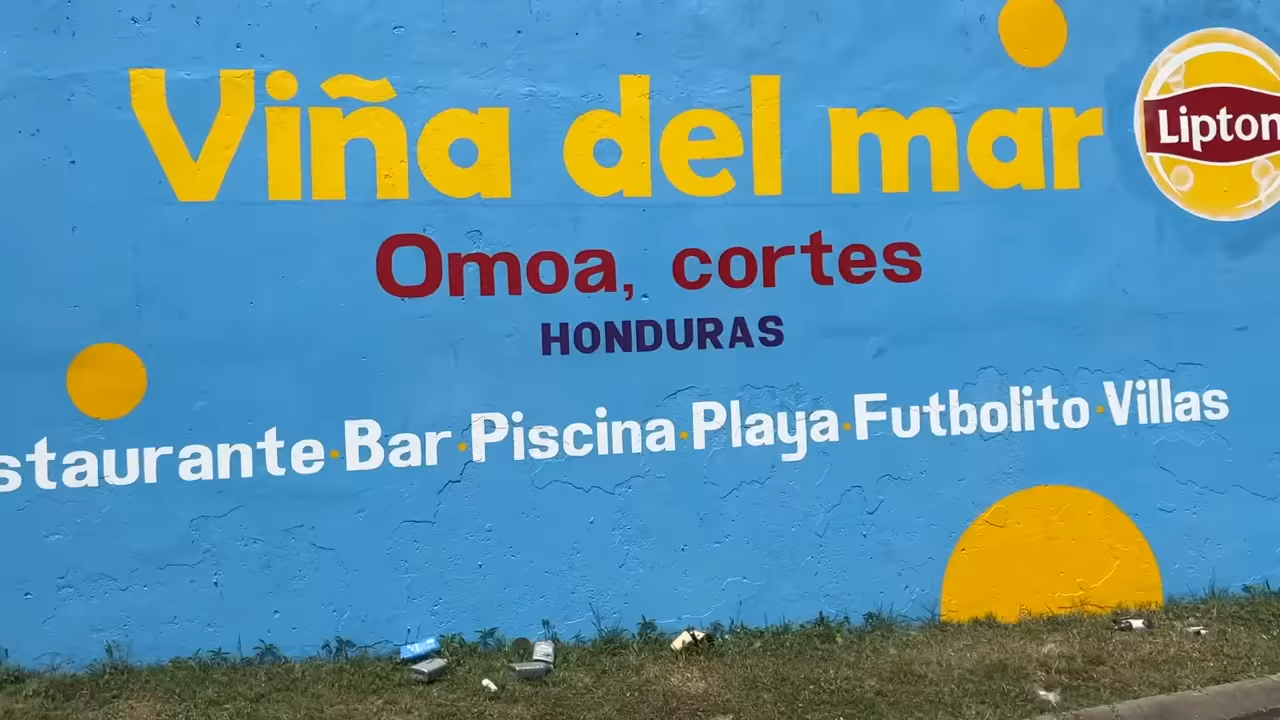 Viña del mar
Lipton
Omoa, cortes
HONDURAS
staurante·Bar·Piscina·Playa·Futbolito·Villas